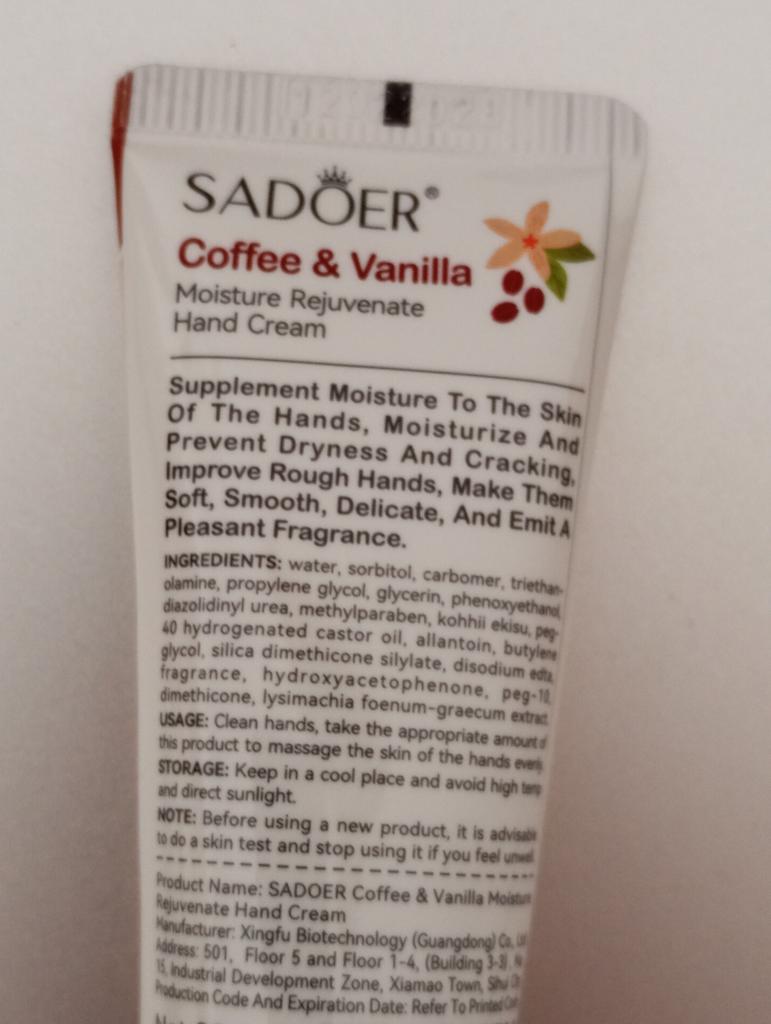 SADOER®
Coffee & Vanilla
Moisture Rejuvenate
Hand Cream
Supplement Moisture To The Skin
Of The Hands, Moisturize And
Prevent Dryness And Cracking,
Improve Rough Hands, Make Them
Soft, Smooth, Delicate, And Emit A
Pleasant Fragrance.
INGREDIENTS: water, sorbitol, carbomer, triethan-
olamine, propylene glycol, glycerin, phenoxyethanol,
diazolidinyl urea, methylparaben, kohhii ekisu, peg-
40 hydrogenated castor oil, allantoin, butylene
glycol, silica dimethicone silylate, disodium edta,
fragrance, hydroxyacetophenone, peg-10,
dimethicone, lysimachia foenum-graecum extract.
USAGE: Clean hands, take the appropriate amount of
this product to massage the skin of the hands evenly.
STORAGE: Keep in a cool place and avoid high temp
and direct sunlight.
NOTE: Before using a new product, it is advisable
to do a skin test and stop using it if you feel unwell.
Product Name: SADOER Coffee & Vanilla Moisture
Rejuvenate Hand Cream
Manufacturer: Xingfu Biotechnology (Guangdong) Co., Ltd
Address: 501, Floor 5 and Floor 1-4, (Building 3-3), No
15, Industrial Development Zone, Xiamao Town, Sihui
Production Code And Expiration Date: Refer To Printed